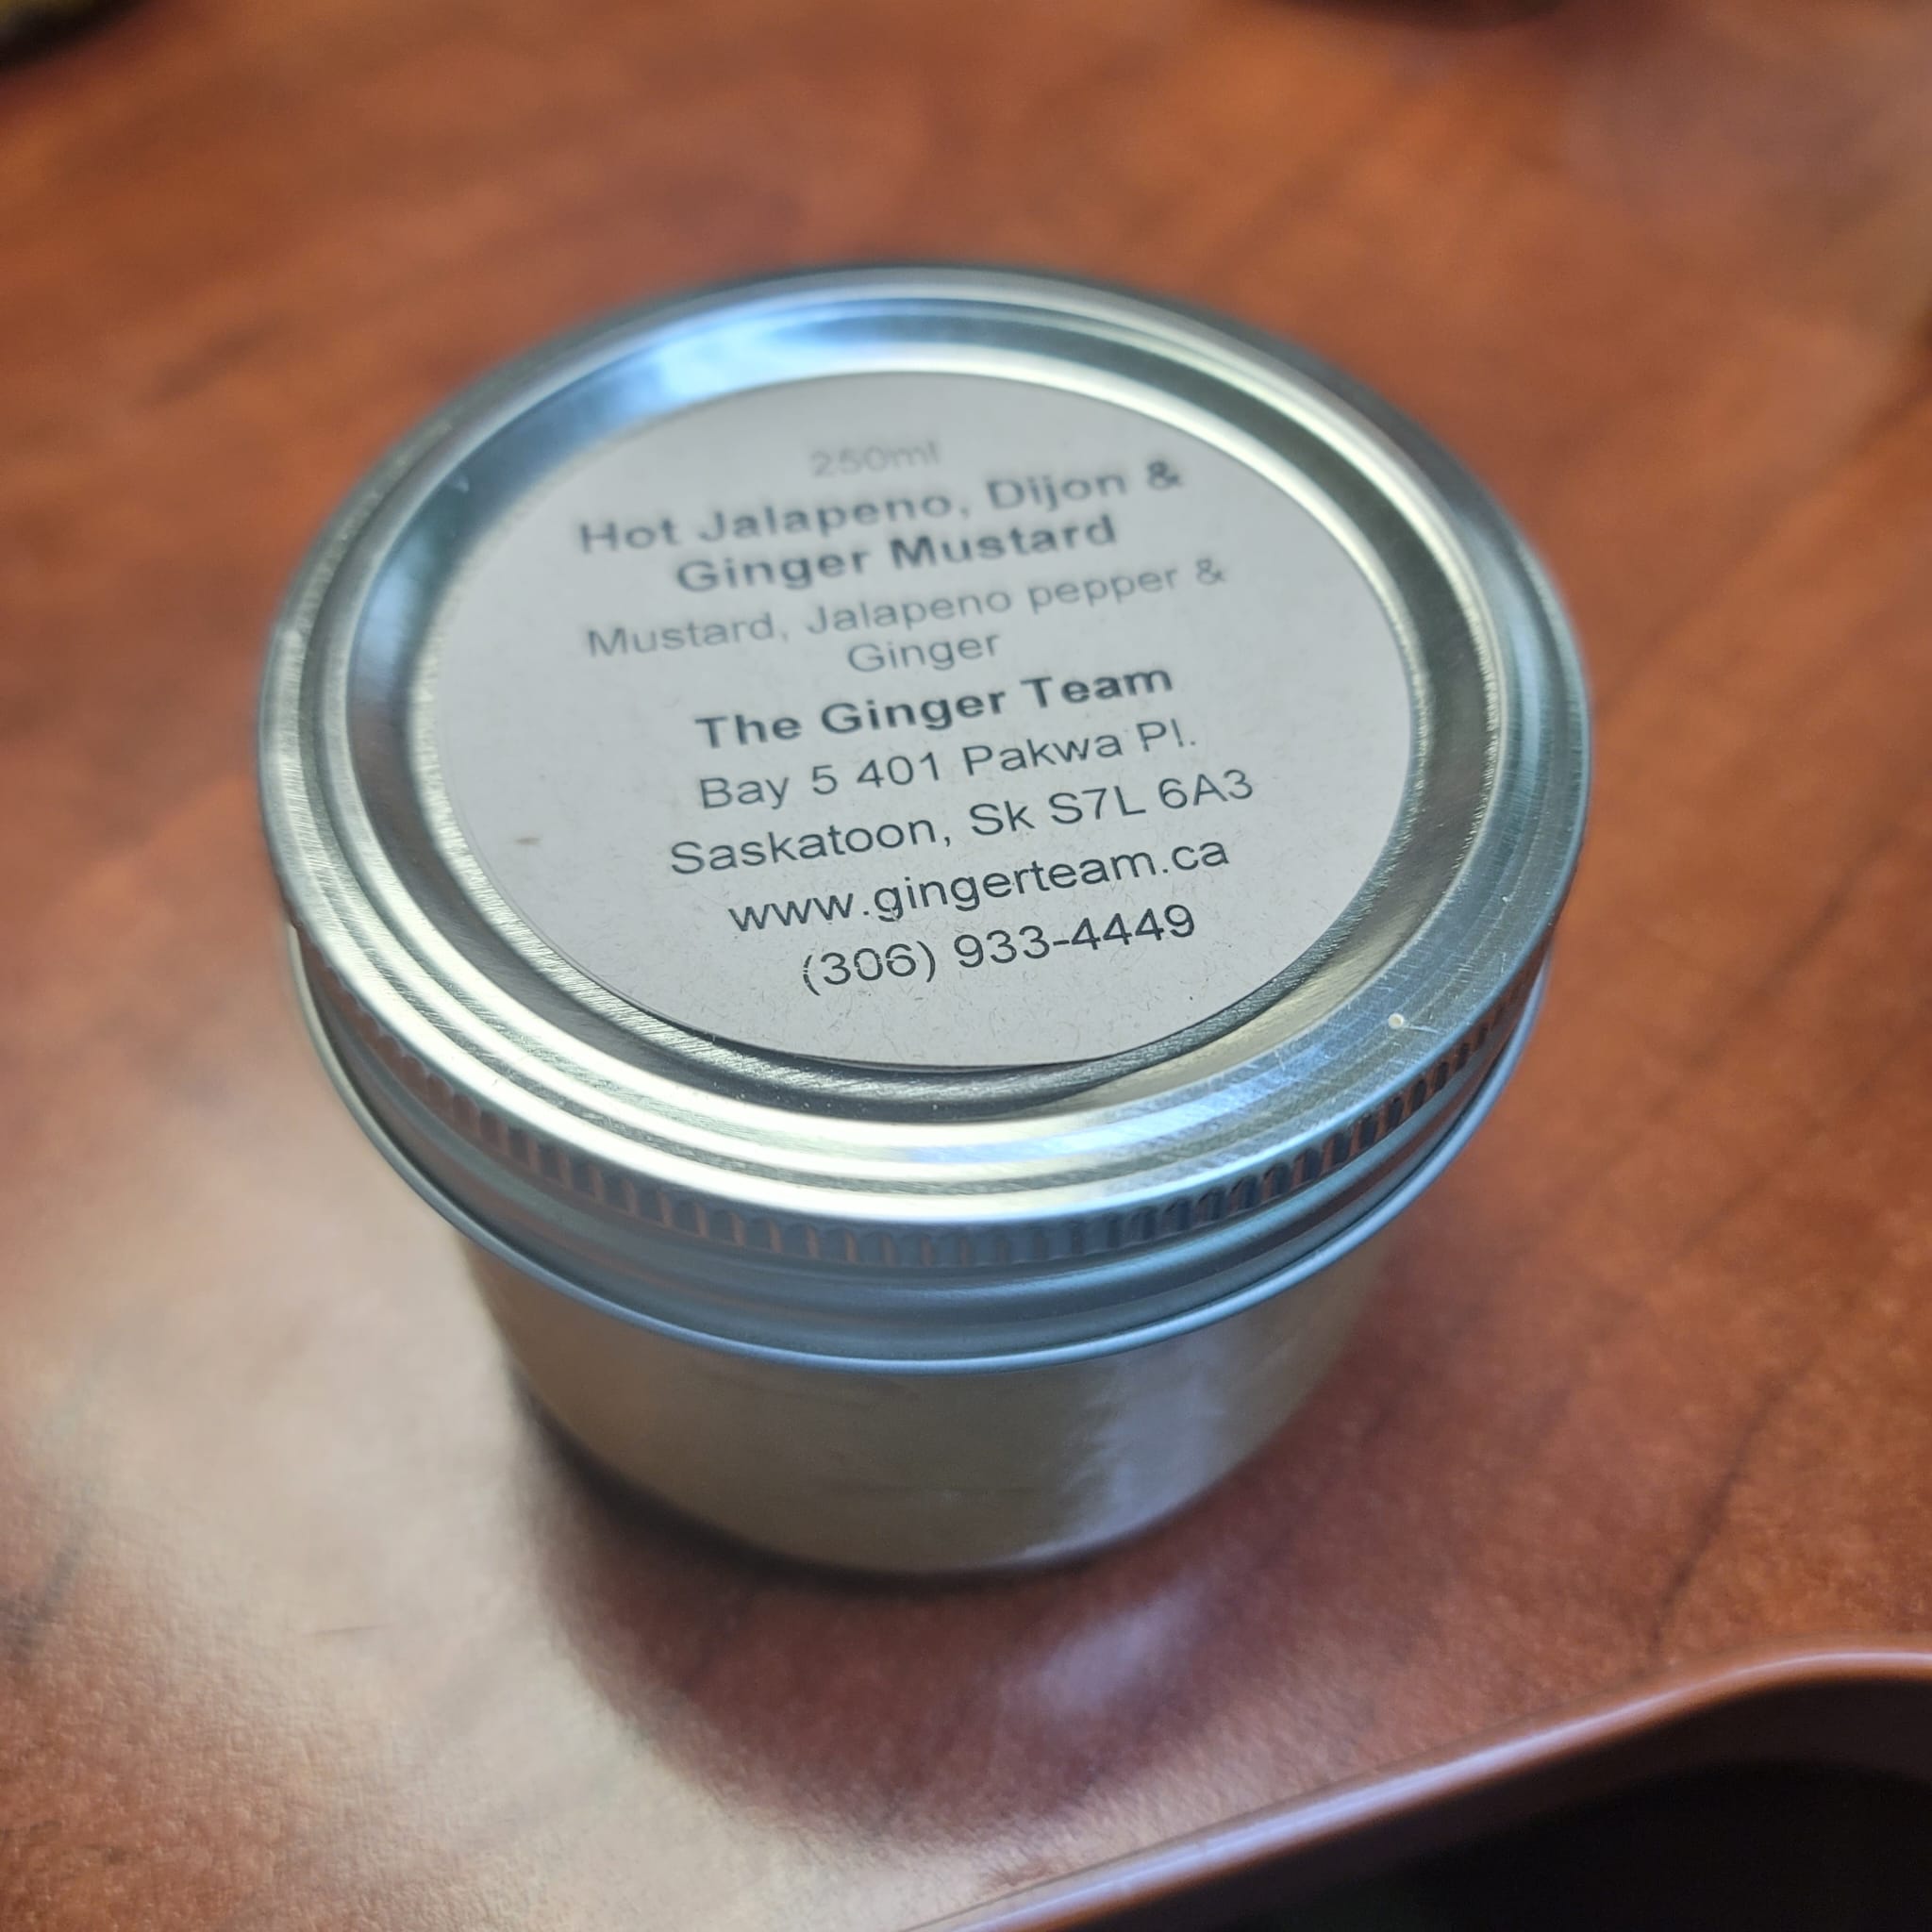 250ml
Hot Jalapeno, Dijon &
Ginger Mustard
Mustard, Jalapeno pepper &
Ginger
The Ginger Team
Bay 5 401 Pakwa Pl.
Saskatoon, Sk S7L 6A3
www.gingerteam.ca
(306) 933-4449